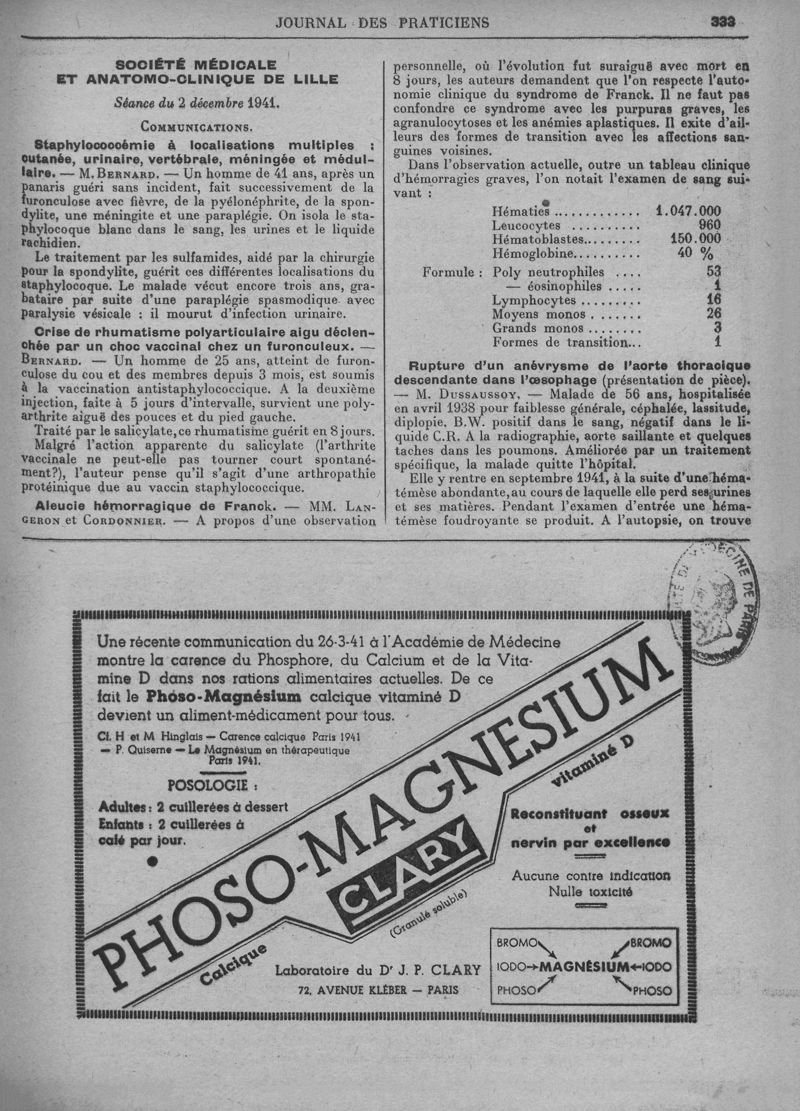 JOURNAL DES PRATICIENS 333
SOCIÉTÉ MÉDICALE
ET ANATOMO-CLINIQUE DE LILLE
Séance du 2 décembre 1941.
COMMUNICATIONS.
Staphylococcémie à localisations multiples :
cutanée, urinaire, vertébrale, méningée et médul-
laire. — M. BERNARD. — Un homme de 41 ans, après un
panaris guéri sans incident, fait successivement de la
furonculose avec fièvre, de la pyélonéphrite, de la spon-
dylite, une méningite et une paraplégie. On isola le sta-
phylocoque blanc dans le sang, les urines et le liquide
rachidien.
Le traitement par les sulfamides, aidé par la chirurgie
pour la spondylite, guérit ces différentes localisations du
staphylocoque. Le malade vécut encore trois ans, gra-
bataire par suite d'une paraplégie spasmodique avec
paralysie vésicale : il mourut d'infection urinaire.
Crise de rhumatisme polyarticulaire aigu déclen-
chée par un choc vaccinal chez un furonculeux. —
BERNARD. — Un homme de 25 ans, atteint de furon-
culose du cou et des membres depuis 3 mois, est soumis
à la vaccination antistaphylococcique. A la deuxième
injection, faite à 5 jours d'intervalle, survient une poly-
arthrite aiguë des pouces et du pied gauche.
Traité par le salicylate, ce rhumatisme guérit en 8 jours.
Malgré l'action apparente du salicylate (l'arthrite
vaccinale ne peut-elle pas tourner court spontané-
ment?), l'auteur pense qu'il s'agit d'une arthropathie
protéinique due au vaccin staphylococcique.
Aleucie hémorragique de Franck. — MM. LAN-
GERON et CORDONNIER. — A propos d'une observation
personnelle, où l'évolution fut suraiguë avec mort en
8 jours, les auteurs demandent que l'on respecte l'auto-
nomie clinique du syndrome de Franck. Il ne faut pas
confondre ce syndrome avec les purpuras graves, les
agranulocytoses et les anémies aplastiques. Il exite d'ail-
leurs des formes de transition avec les affections san-
guines voisines.
Dans l'observation actuelle, outre un tableau clinique
d'hémorragies graves, l'on notait l'examen de sang sui-
vant :
Hématies ............. 1.047.000
Leucocytes .......... 960
Hématoblastes......... 150.000
Hémoglobine.......... 40 %
Formule : Poly neutrophiles .... 53
— éosinophiles ..... 1
Lymphocytes ......... 16
Moyens monos ....... 26
Grands monos ........ 3
Formes de transition... 1
Rupture d'un anévrysme de l'aorte thoracique
descendante dans l'œsophage (présentation de pièce).
— M. DUSSAUSSOY. — Malade de 56 ans, hospitalisée
en avril 1938 pour faiblesse générale, céphalée, lassitude,
diplopie. B.W. positif dans le sang, négatif dans le li-
quide C.R. A la radiographie, aorte saillante et quelques
taches dans les poumons. Améliorée par un traitement
spécifique, la malade quitte l'hôpital.
Elle y rentre en septembre 1941, à la suite d'une héma-
témèse abondante, au cours de laquelle elle perd ses urines
et ses matières. Pendant l'examen d'entrée une héma-
témèse foudroyante se produit. A l'autopsie, on trouve
DE MÉDECINE DE PARIS
Une récente communication du 26-3-41 à l'Académie de Médecine
montre la carence du Phosphore, du Calcium et de la Vita-
mine D dans nos rations alimentaires actuelles. De ce
fait le Phoso-Magnésium calcique vitaminé D
devient un aliment-médicament pour tous.
Cl. H et M Hinglais — Carence calcique Paris 1941
— P. Quiserne — Le Magnésium en thérapeutique
Paris 1941.
POSOLOGIE :
Adultes : 2 cuillerées à dessert
Enfants : 2 cuillerées à
café par jour.
PHOSO-MAGNESIUM
CLARY
Calcique
(Granulé soluble)
vitaminé D
Reconstituant osseux
et
nervin par excellence
Aucune contre indication
Nulle toxicité
Laboratoire du Dr J. P. CLARY
72, AVENUE KLÉBER — PARIS
BROMO BROMO
IODO→MAGNÉSIUM←IODO
PHOSO PHOSO